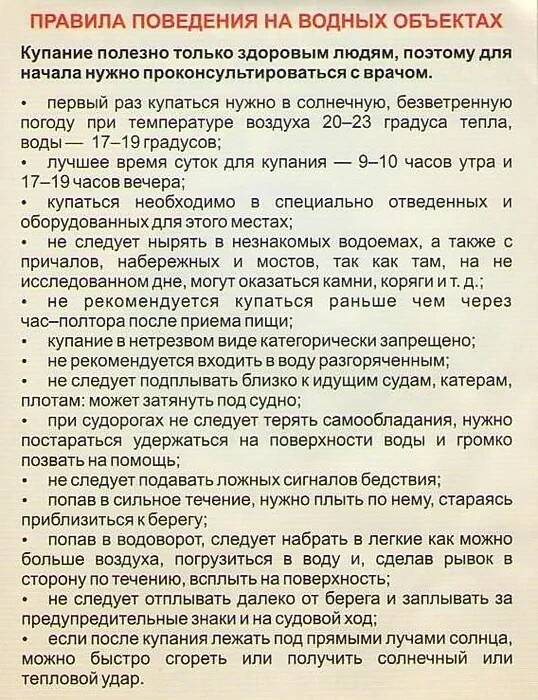 ПРАВИЛА ПОВЕДЕНИЯ НА ВОДНЫХ ОБЪЕКТАХ
Купание полезно только здоровым людям, поэтому для
начала нужно проконсультироваться с врачом.
• первый раз купаться нужно в солнечную, безветренную
погоду при температуре воздуха 20–23 градуса тепла,
воды — 17–19 градусов;
• лучшее время суток для купания — 9–10 часов утра и
17–19 часов вечера;
• купаться необходимо в специально отведенных и
оборудованных для этого местах;
• не следует нырять в незнакомых водоемах, а также с
причалов, набережных и мостов, так как там, на не
исследованном дне, могут оказаться камни, коряги и т. д.;
• не рекомендуется купаться раньше чем через
час–полтора после приема пищи;
• купание в нетрезвом виде категорически запрещено;
• не рекомендуется входить в воду разгоряченным;
• не следует подплывать близко к идущим судам, катерам,
плотам: может затянуть под судно;
• при судорогах не следует терять самообладания, нужно
постараться удержаться на поверхности воды и громко
позвать на помощь;
• не следует подавать ложных сигналов бедствия;
• попав в сильное течение, нужно плыть по нему, стараясь
приблизиться к берегу;
• попав в водоворот, следует набрать в легкие как можно
больше воздуха, погрузиться в воду и, сделав рывок в
сторону по течению, всплыть на поверхность;
• не следует отплывать далеко от берега и заплывать за
предупредительные знаки и на судовой ход;
• если после купания лежать под прямыми лучами солнца,
можно быстро сгореть или получить солнечный или
тепловой удар.